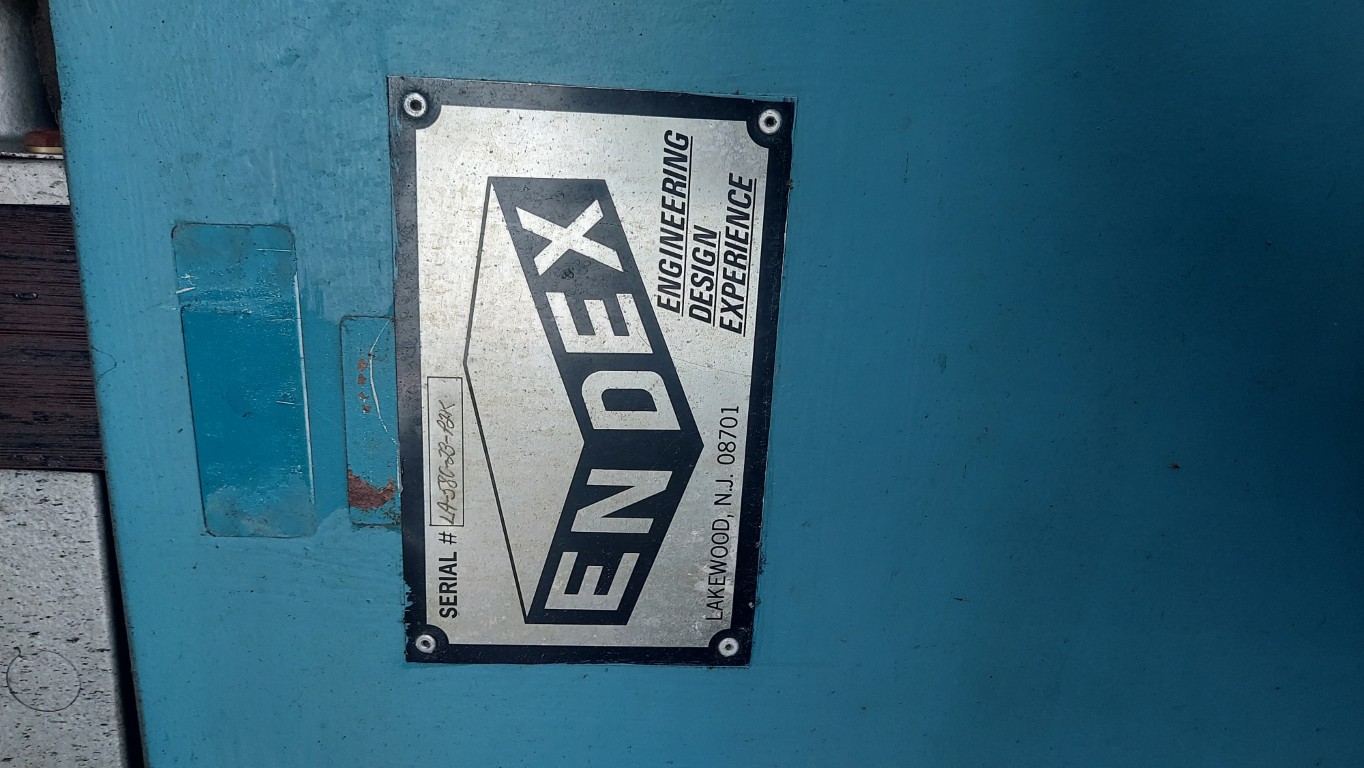 SERIAL #
ENDEX
ENGINEERING
DESIGN
EXPERIENCE
LAKEWOOD, N.J. 08701